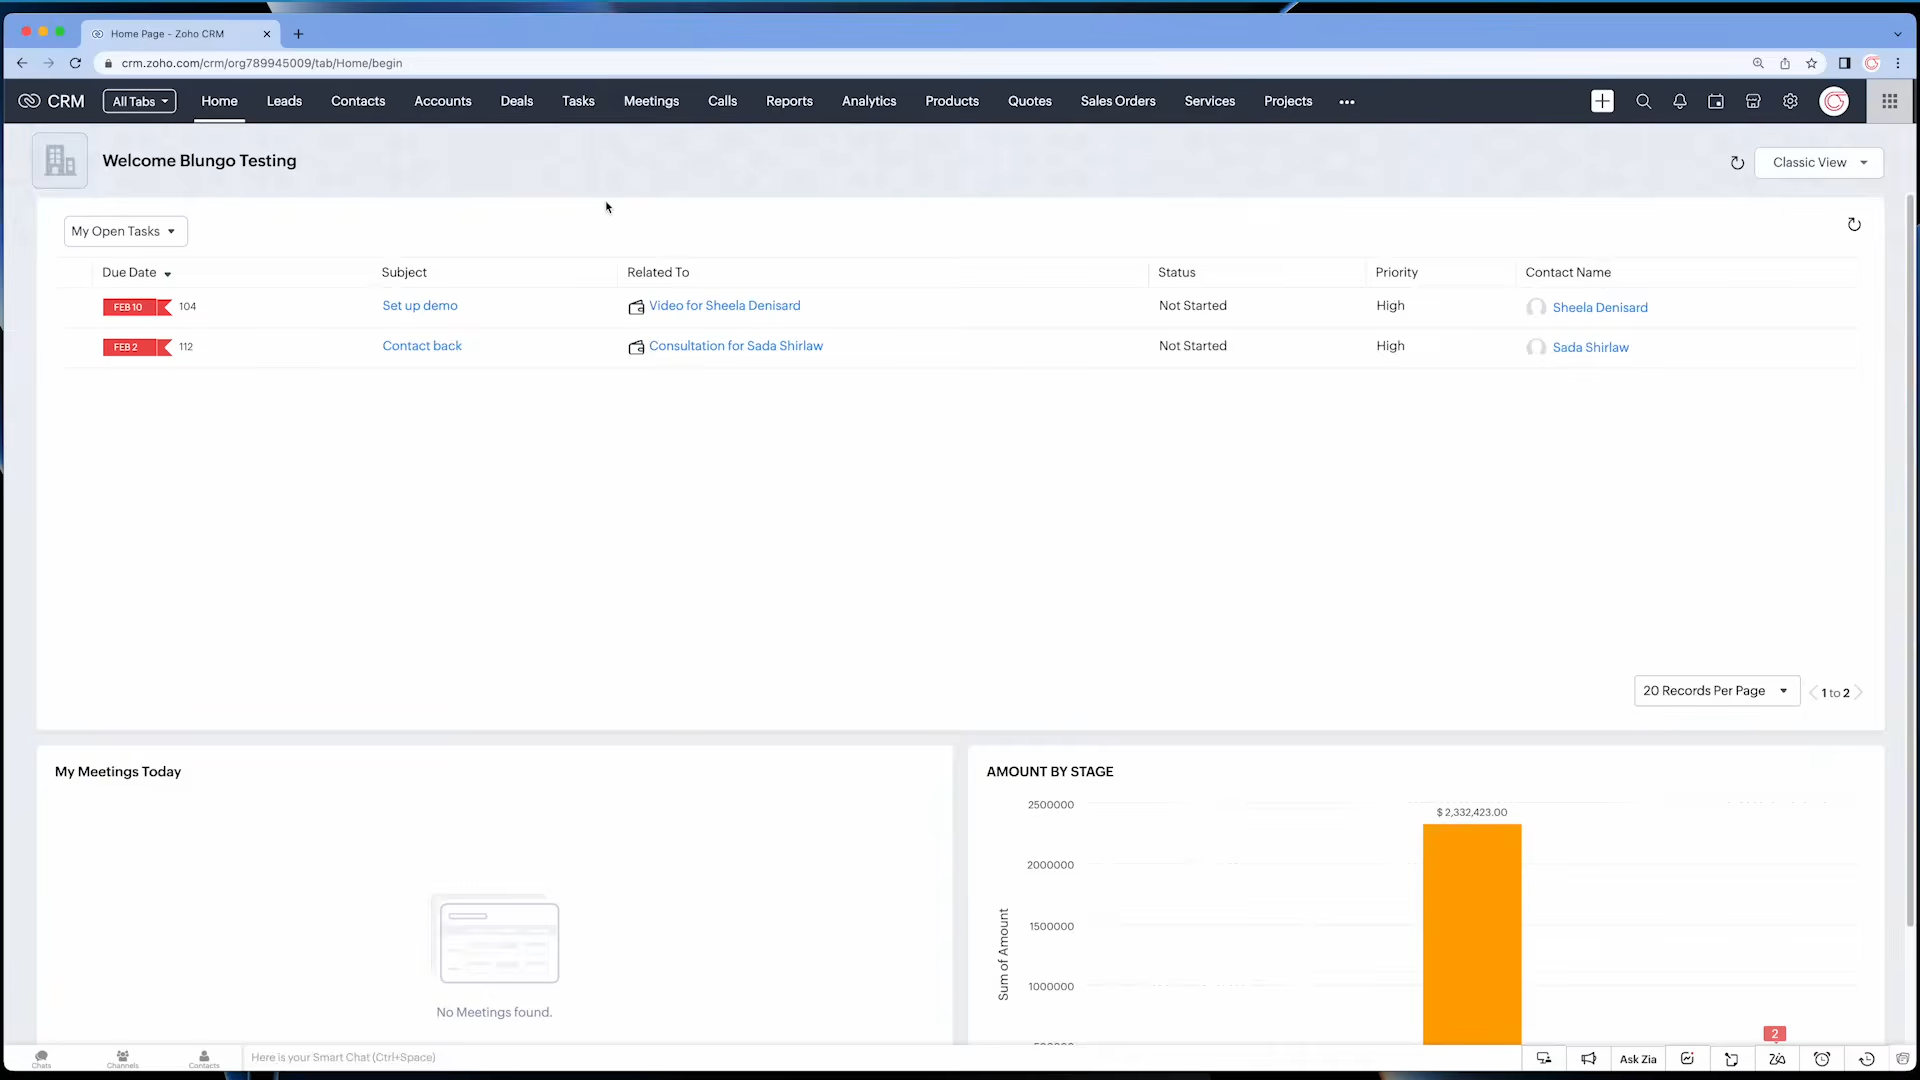 Home Page - Zoho CRM
crm.zoho.com/crm/org789945009/tab/Home/begin
CRM All Tabs Home Leads Contacts Accounts Deals Tasks Meetings Calls Reports Analytics Products Quotes Sales Orders Services Projects •••
Welcome Blungo Testing
Classic View
My Open Tasks
Due Date Subject Related To Status Priority Contact Name
FEB 10 104 Set up demo Video for Sheela Denisard Not Started High Sheela Denisard
FEB 2 112 Contact back Consultation for Sada Shirlaw Not Started High Sada Shirlaw
20 Records Per Page 1 to 2
My Meetings Today
No Meetings found.
AMOUNT BY STAGE
2500000
$ 2,332,423.00
2000000
1500000
1000000
Sum of Amount
2
Chats Channels Contacts Here is your Smart Chat (Ctrl+Space) Ask Zia